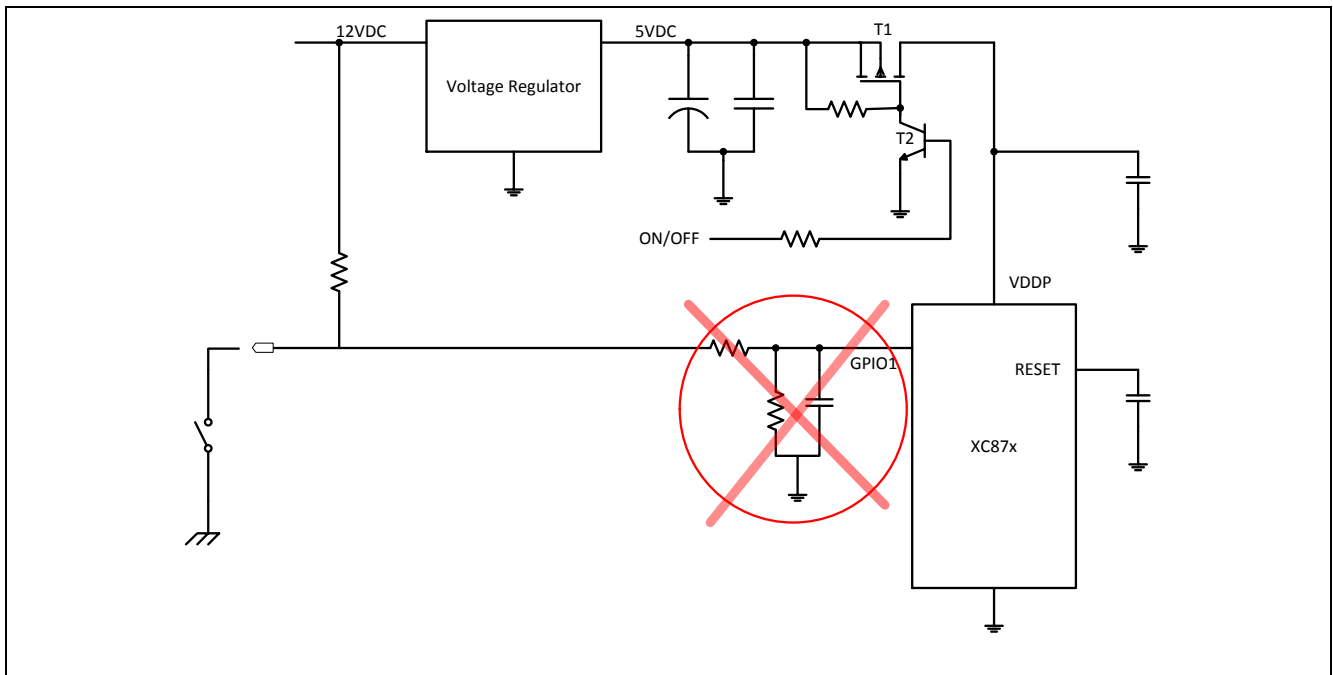 12VDC
5VDC
T1
Voltage Regulator
T2
ON/OFF
VDDP
GPIO1
RESET
XC87x